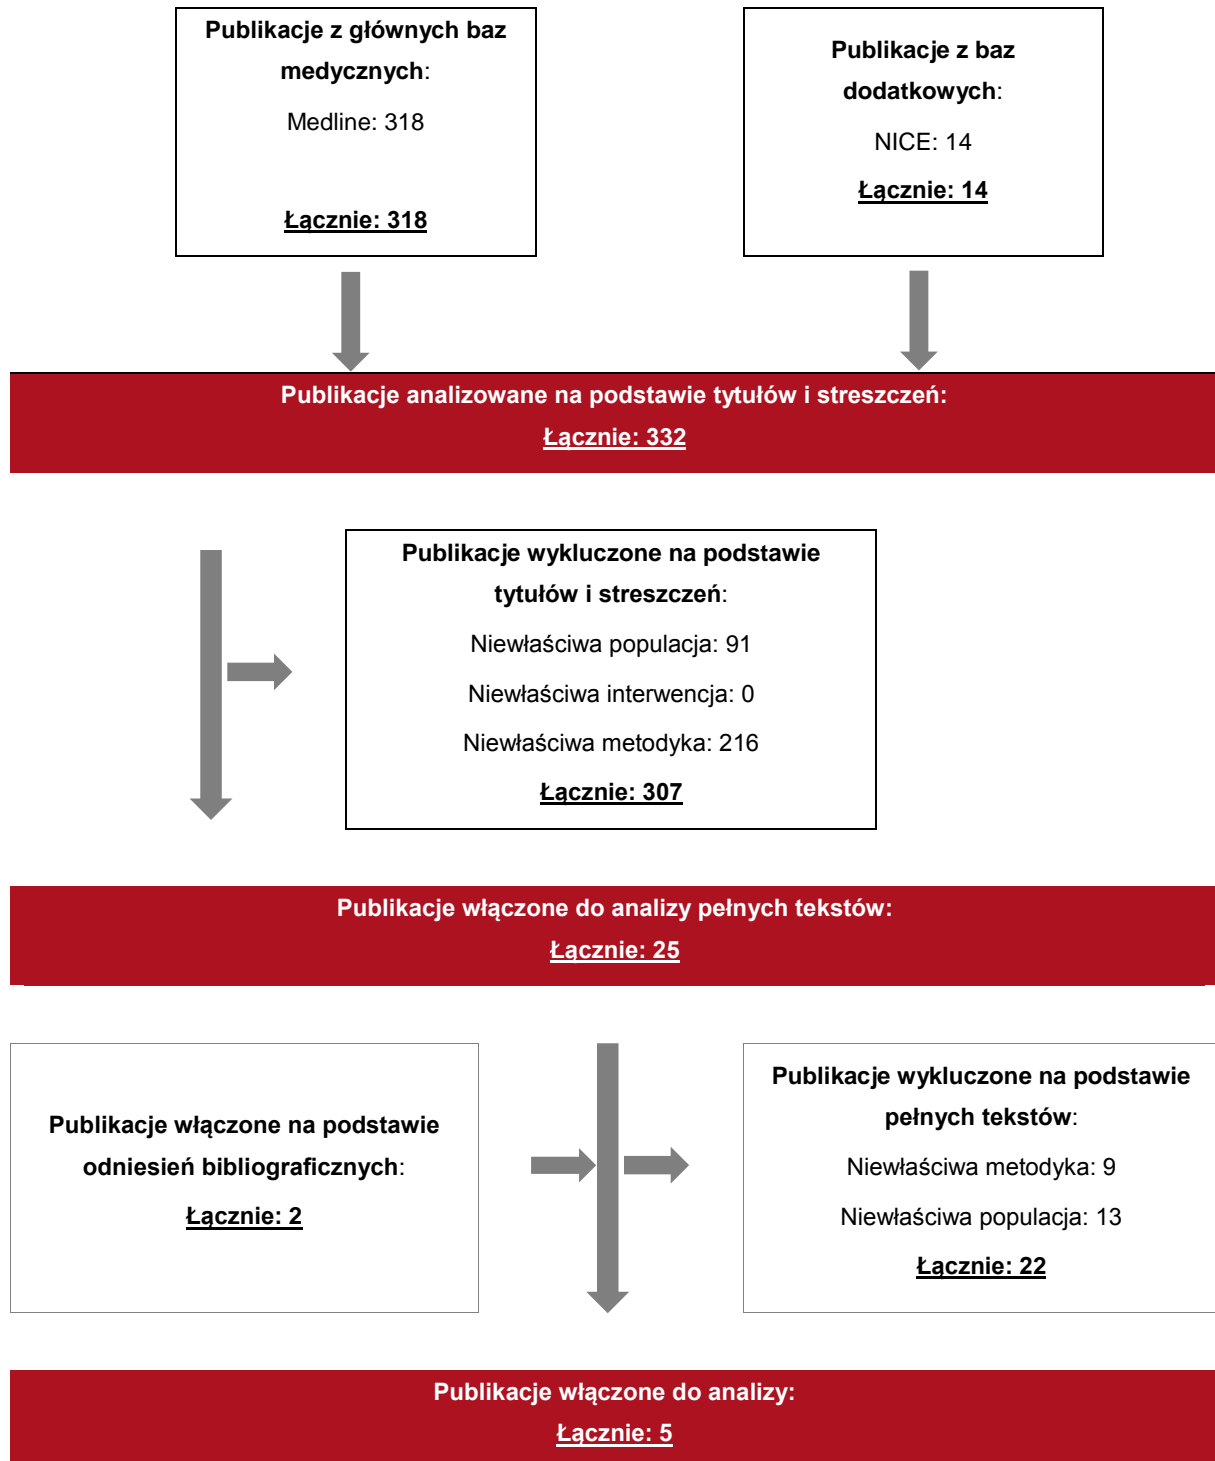 Publikacje z głównych baz
medycznych:
Medline: 318
Łącznie: 318
Publikacje z baz
dodatkowych:
NICE: 14
Łącznie: 14
Publikacje analizowane na podstawie tytułów i streszczeń:
Łącznie: 332
Publikacje wykluczone na podstawie
tytułów i streszczeń:
Niewłaściwa populacja: 91
Niewłaściwa interwencja: 0
Niewłaściwa metodyka: 216
Łącznie: 307
Publikacje włączone do analizy pełnych tekstów:
Łącznie: 25
Publikacje włączone na podstawie
odniesień bibliograficznych:
Łącznie: 2
Publikacje wykluczone na podstawie
pełnych tekstów:
Niewłaściwa metodyka: 9
Niewłaściwa populacja: 13
Łącznie: 22
Publikacje włączone do analizy:
Łącznie: 5